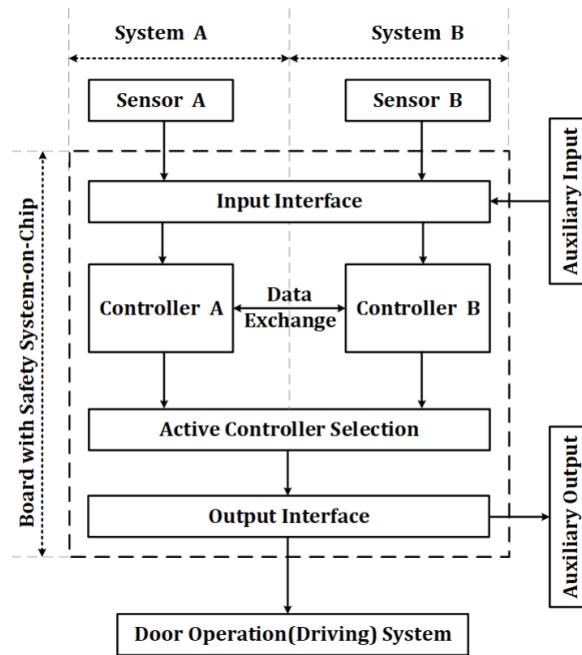 System A
System B
Sensor A
Sensor B
Auxiliary Input
Input Interface
Board with Safety System-on-Chip
Controller A
Data
Exchange
Controller B
Active Controller Selection
Output Interface
Auxiliary Output
Door Operation(Driving) System